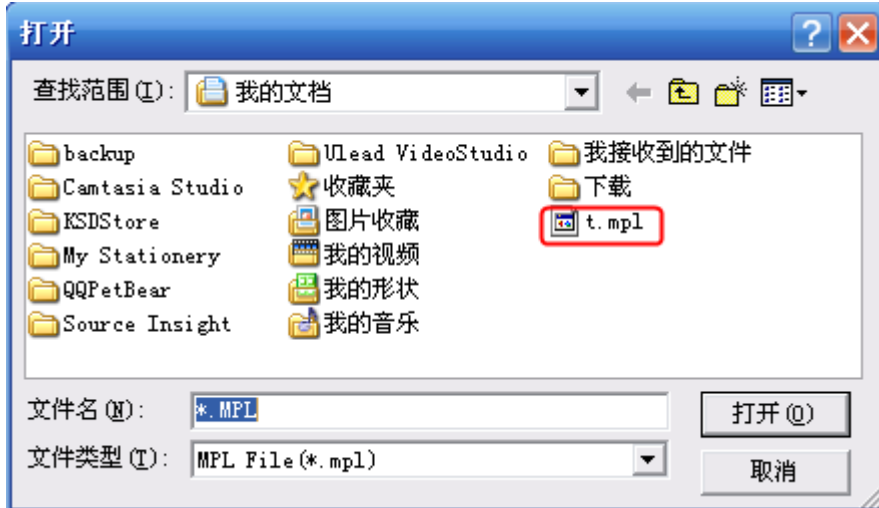 打开
查找范围(I): 我的文档
backup Ulead VideoStudio 我接收到的文件
Camtasia Studio 收藏夹 下载
KSDStore 图片收藏 t.mpl
My Stationery 我的视频
QQPetBear 我的形状
Source Insight 我的音乐
文件名(N): *.MPL 打开(O)
文件类型(T): MPL File(*.mpl) 取消